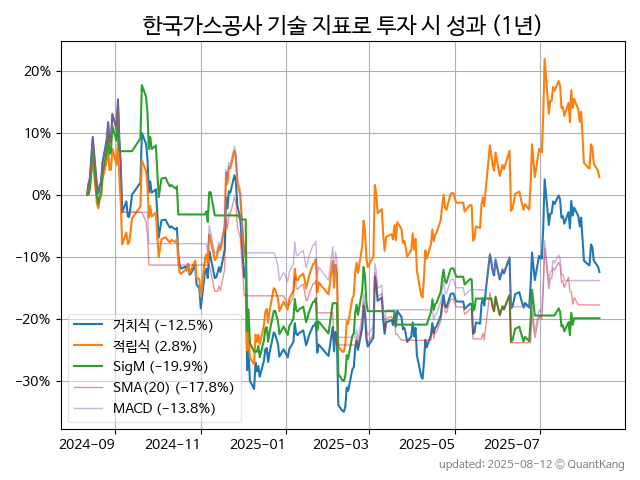 한국가스공사 기술 지표로 투자 시 성과 (1년)
20%
10%
0%
−10%
−20%
−30%
거치식 (−12.5%)
적립식 (2.8%)
SigM (−19.9%)
SMA(20) (−17.8%)
MACD (−13.8%)
2024-09 2024-11 2025-01 2025-03 2025-05 2025-07
updated: 2025-08-12 ⓒ QuantKang